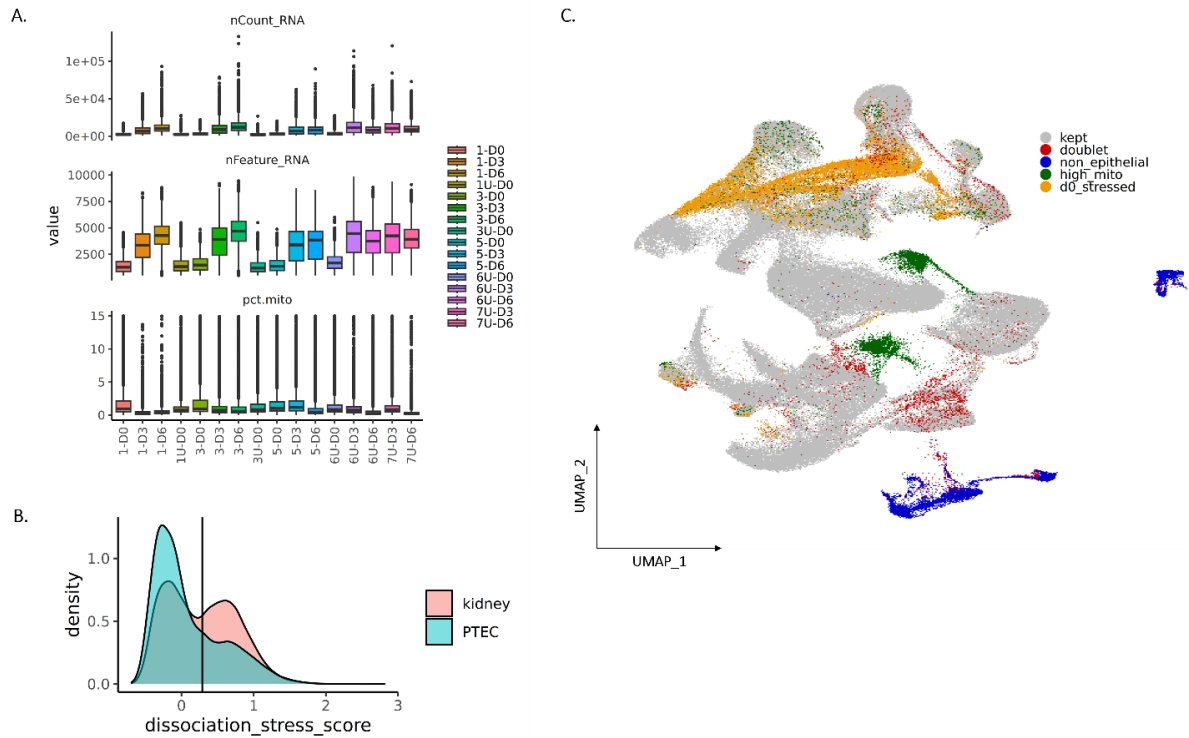 A.
nCount_RNA
1e+05
5e+04
0e+00
nFeature_RNA
10000
7500
5000
2500
value
pct.mito
15
10
5
0
1-D0
1-D3
1-D6
1U-D0
3-D0
3-D3
3-D6
3U-D0
5-D0
5-D3
5-D6
6U-D0
6U-D3
6U-D6
7U-D3
7U-D6
1-D0
1-D3
1-D6
1U-D0
3-D0
3-D3
3-D6
3U-D0
5-D0
5-D3
5-D6
6U-D0
6U-D3
6U-D6
7U-D3
7U-D6
B.
1.0
0.5
0.0
density
0
1
2
3
dissociation_stress_score
kidney
PTEC
C.
kept
doublet
non_epithelial
high_mito
d0_stressed
UMAP_2
UMAP_1